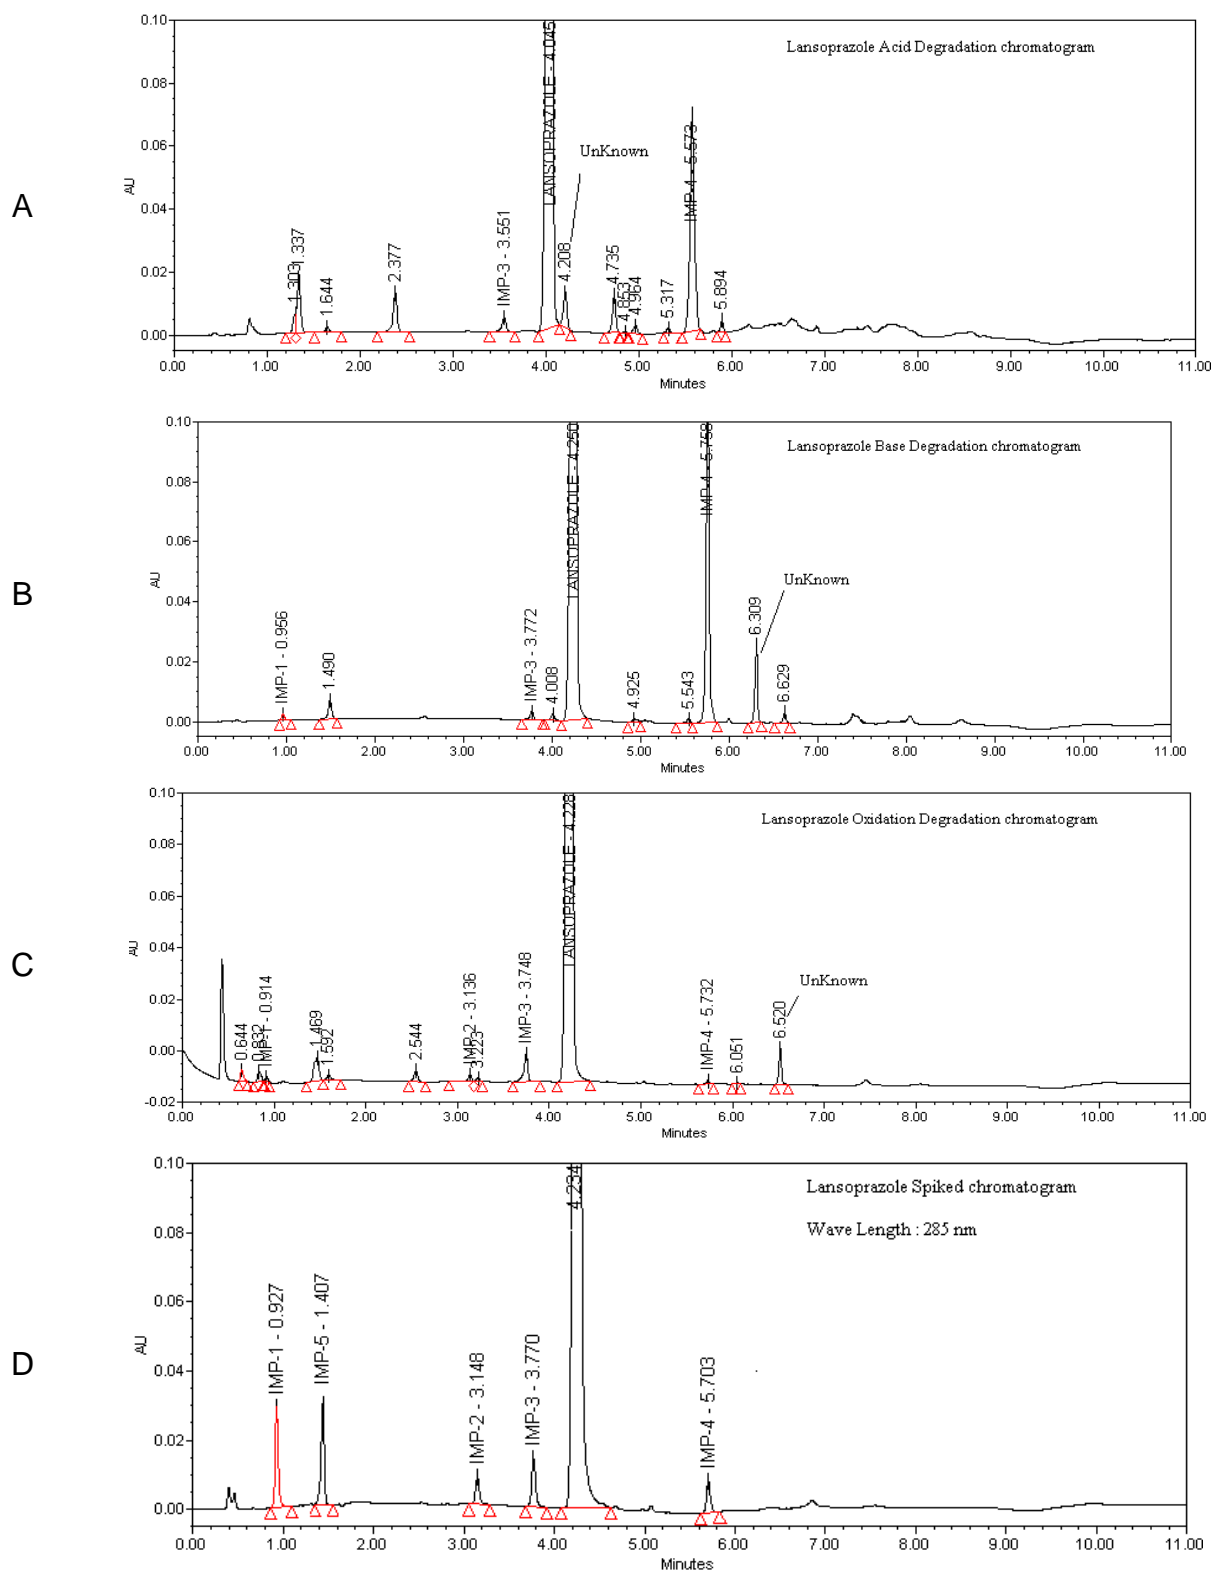 A
Lansoprazole Acid Degradation chromatogram
AU
0.10
0.08
0.06
0.04
0.02
0.00
1.303
1.337
1.644
2.377
IMP-3 - 3.551
LANSOPRAZOLE - 4.045
4.208
UnKnown
4.735
4.853
4.964
5.317
IMP-4 - 5.573
5.894
0.00 1.00 2.00 3.00 4.00 5.00 6.00 7.00 8.00 9.00 10.00 11.00
Minutes
B
Lansoprazole Base Degradation chromatogram
AU
0.10
0.08
0.06
0.04
0.02
0.00
IMP-1 - 0.956
1.490
IMP-3 - 3.772
4.008
LANSOPRAZOLE - 4.250
4.925
5.543
IMP-4 - 5.758
6.309
UnKnown
6.629
0.00 1.00 2.00 3.00 4.00 5.00 6.00 7.00 8.00 9.00 10.00 11.00
Minutes
C
Lansoprazole Oxidation Degradation chromatogram
AU
0.10
0.08
0.06
0.04
0.02
0.00
-0.02
0.644
0.832
IMP-1 - 0.914
1.469
1.592
2.544
IMP-2 - 3.136
3.223
IMP-3 - 3.748
LANSOPRAZOLE - 4.228
IMP-4 - 5.732
6.051
6.520
UnKnown
0.00 1.00 2.00 3.00 4.00 5.00 6.00 7.00 8.00 9.00 10.00 11.00
Minutes
D
Lansoprazole Spiked chromatogram
Wave Length : 285 nm
AU
0.10
0.08
0.06
0.04
0.02
0.00
IMP-1 - 0.927
IMP-5 - 1.407
IMP-2 - 3.148
IMP-3 - 3.770
4.234
IMP-4 - 5.703
0.00 1.00 2.00 3.00 4.00 5.00 6.00 7.00 8.00 9.00 10.00 11.00
Minutes